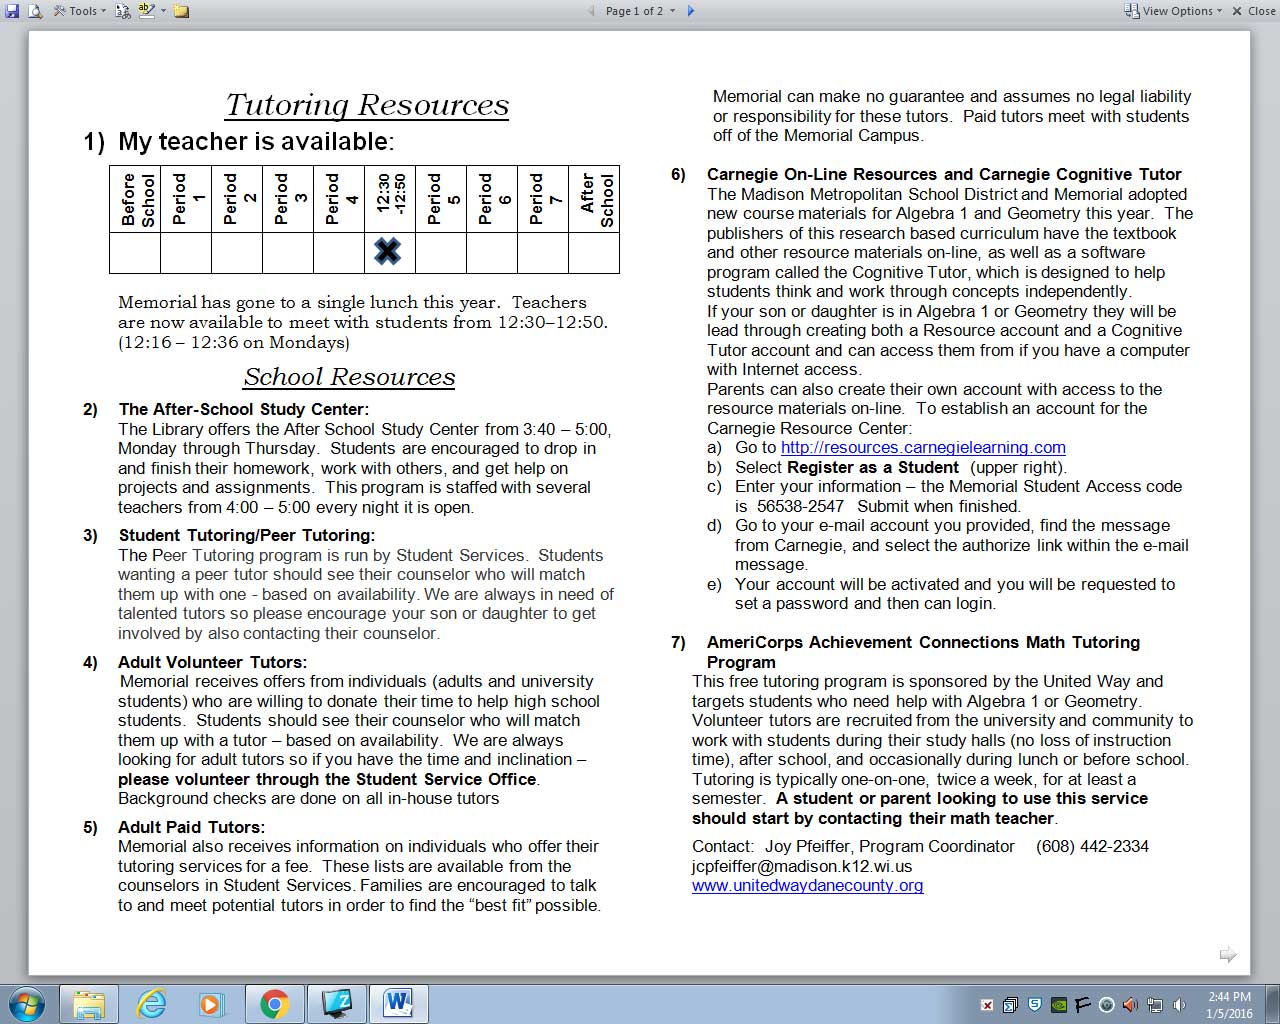 Tools
Page 1 of 2
View Options
Close
Tutoring Resources
1) My teacher is available:
Before School
Period 1
Period 2
Period 3
Period 4
12:30 -12:50
Period 5
Period 6
Period 7
After School
Memorial has gone to a single lunch this year. Teachers
are now available to meet with students from 12:30–12:50.
(12:16 – 12:36 on Mondays)
School Resources
2) The After-School Study Center:
The Library offers the After School Study Center from 3:40 – 5:00,
Monday through Thursday. Students are encouraged to drop in
and finish their homework, work with others, and get help on
projects and assignments. This program is staffed with several
teachers from 4:00 – 5:00 every night it is open.
3) Student Tutoring/Peer Tutoring:
The Peer Tutoring program is run by Student Services. Students
wanting a peer tutor should see their counselor who will match
them up with one - based on availability. We are always in need of
talented tutors so please encourage your son or daughter to get
involved by also contacting their counselor.
4) Adult Volunteer Tutors:
Memorial receives offers from individuals (adults and university
students) who are willing to donate their time to help high school
students. Students should see their counselor who will match
them up with a tutor – based on availability. We are always
looking for adult tutors so if you have the time and inclination –
please volunteer through the Student Service Office.
Background checks are done on all in-house tutors
5) Adult Paid Tutors:
Memorial also receives information on individuals who offer their
tutoring services for a fee. These lists are available from the
counselors in Student Services. Families are encouraged to talk
to and meet potential tutors in order to find the “best fit” possible.
Memorial can make no guarantee and assumes no legal liability
or responsibility for these tutors. Paid tutors meet with students
off of the Memorial Campus.
6) Carnegie On-Line Resources and Carnegie Cognitive Tutor
The Madison Metropolitan School District and Memorial adopted
new course materials for Algebra 1 and Geometry this year. The
publishers of this research based curriculum have the textbook
and other resource materials on-line, as well as a software
program called the Cognitive Tutor, which is designed to help
students think and work through concepts independently.
If your son or daughter is in Algebra 1 or Geometry they will be
lead through creating both a Resource account and a Cognitive
Tutor account and can access them from if you have a computer
with Internet access.
Parents can also create their own account with access to the
resource materials on-line. To establish an account for the
Carnegie Resource Center:
a) Go to http://resources.carnegielearning.com
b) Select Register as a Student (upper right).
c) Enter your information – the Memorial Student Access code
is 56538-2547 Submit when finished.
d) Go to your e-mail account you provided, find the message
from Carnegie, and select the authorize link within the e-mail
message.
e) Your account will be activated and you will be requested to
set a password and then can login.
7) AmeriCorps Achievement Connections Math Tutoring
Program
This free tutoring program is sponsored by the United Way and
targets students who need help with Algebra 1 or Geometry.
Volunteer tutors are recruited from the university and community to
work with students during their study halls (no loss of instruction
time), after school, and occasionally during lunch or before school.
Tutoring is typically one-on-one, twice a week, for at least a
semester. A student or parent looking to use this service
should start by contacting their math teacher.
Contact: Joy Pfeiffer, Program Coordinator (608) 442-2334
jcpfeiffer@madison.k12.wi.us
www.unitedwaydanecounty.org
2:44 PM
1/5/2016